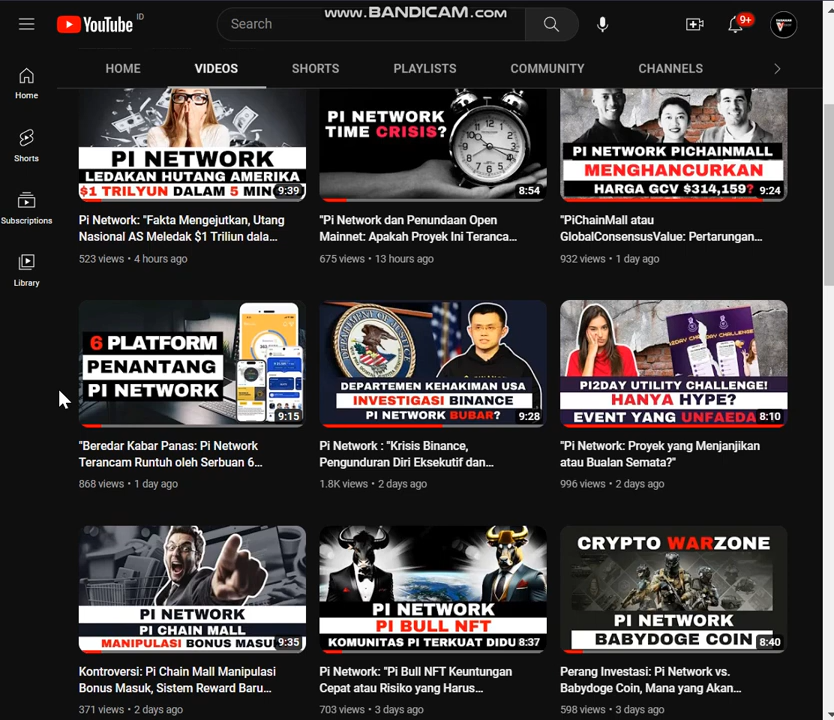 www.BANDICAM.com
YouTube ID
Search
9+
HOME
VIDEOS
SHORTS
PLAYLISTS
COMMUNITY
CHANNELS
Home
Shorts
Subscriptions
Library
PI NETWORK
LEDAKAN HUTANG AMERIKA
$1 TRILYUN DALAM 5 MIN
9:39
Pi Network: "Fakta Mengejutkan, Utang
Nasional AS Meledak $1 Triliun dala...
523 views • 4 hours ago
PI NETWORK
TIME CRISIS?
8:54
"Pi Network dan Penundaan Open
Mainnet: Apakah Proyek Ini Teranca...
675 views • 13 hours ago
PI NETWORK PICHAINMALL
MENGHANCURKAN
HARGA GCV $314,159?
9:24
"PiChainMall atau
GlobalConsensusValue: Pertarungan...
932 views • 1 day ago
6 PLATFORM
PENANTANG
PI NETWORK
9:15
"Beredar Kabar Panas: Pi Network
Terancam Runtuh oleh Serbuan 6...
868 views • 1 day ago
DEPARTEMEN KEHAKIMAN USA
INVESTIGASI BINANCE
PI NETWORK BUBAR?
9:28
Pi Network : "Krisis Binance,
Pengunduran Diri Eksekutif dan...
1.8K views • 2 days ago
PI2DAY UTILITY CHALLENGE!
HANYA HYPE?
EVENT YANG UNFAEDA
8:10
"Pi Network: Proyek yang Menjanjikan
atau Bualan Semata?"
996 views • 2 days ago
PI NETWORK
PI CHAIN MALL
MANIPULASI BONUS MASU
9:35
Kontroversi: Pi Chain Mall Manipulasi
Bonus Masuk, Sistem Reward Baru...
371 views • 2 days ago
PI NETWORK
PI BULL NFT
KOMUNITAS PI TERKUAT DIDU
8:37
Pi Network: "Pi Bull NFT Keuntungan
Cepat atau Risiko yang Harus...
703 views • 3 days ago
CRYPTO WARZONE
PI NETWORK
BABYDOGE COIN
8:40
Perang Investasi: Pi Network vs.
Babydoge Coin, Mana yang Akan...
598 views • 3 days ago